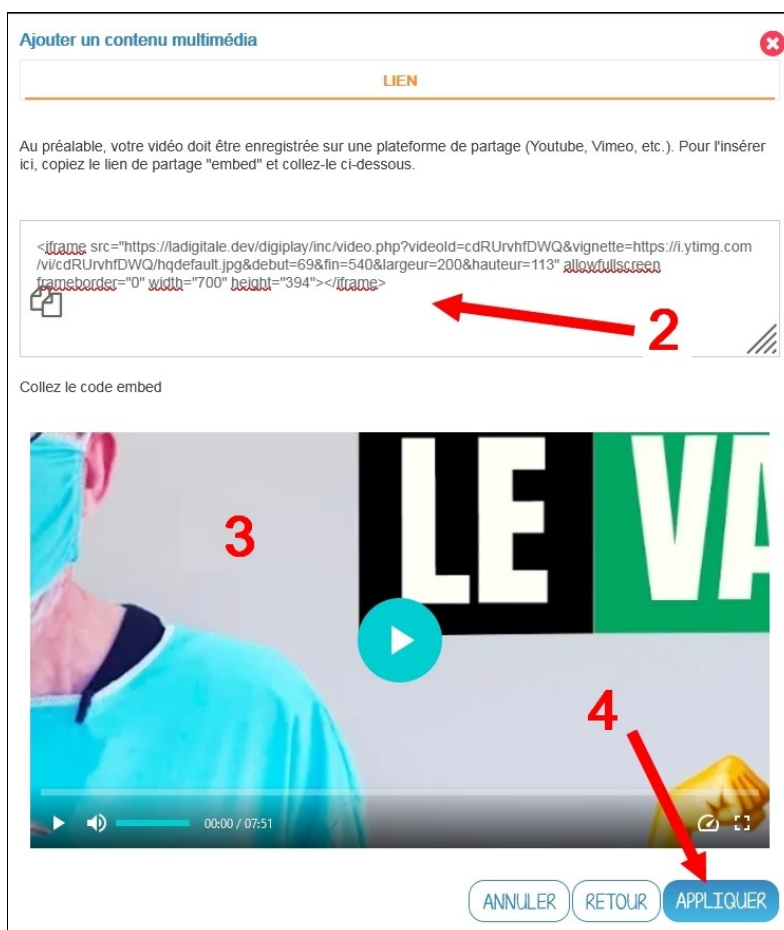 Ajouter un contenu multimédia
LIEN
Au préalable, votre vidéo doit être enregistrée sur une plateforme de partage (Youtube, Vimeo, etc.). Pour l'insérer
ici, copiez le lien de partage "embed" et collez-le ci-dessous.
<iframe src="https://ladigitale.dev/digiplay/inc/video.php?videoId=cdRUrvhfDWQ&vignette=https://i.ytimg.com
/vi/cdRUrvhfDWQ/hqdefault.jpg&debut=69&fin=540&largeur=200&hauteur=113" allowfullscreen
frameborder="0" width="700" height="394"></iframe>
2
Collez le code embed
LE VA
3
4
00:00 / 07:51
ANNULER RETOUR APPLIQUER